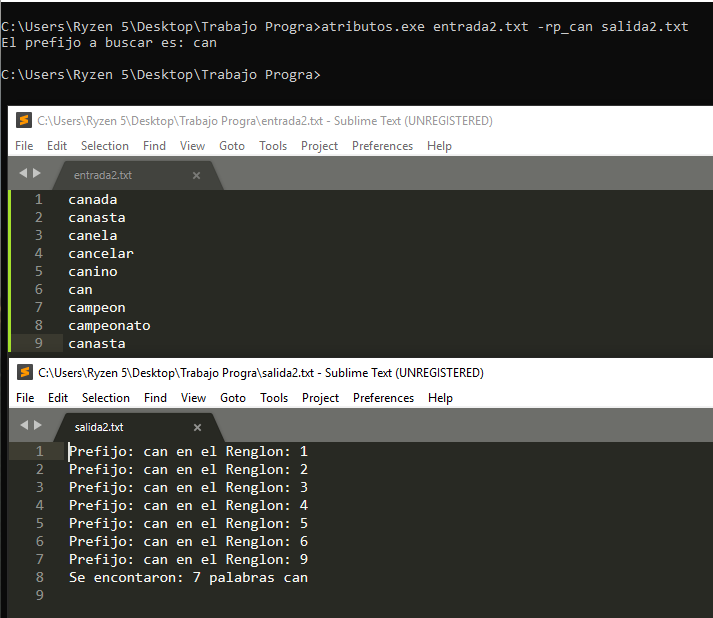 C:\Users\Ryzen 5\Desktop\Trabajo Progra>atributos.exe entrada2.txt -rp_can salida2.txt
El prefijo a buscar es: can
C:\Users\Ryzen 5\Desktop\Trabajo Progra>
C:\Users\Ryzen 5\Desktop\Trabajo Progra\entrada2.txt - Sublime Text (UNREGISTERED)
File Edit Selection Find View Goto Tools Project Preferences Help
entrada2.txt ×
1 canada
2 canasta
3 canela
4 cancelar
5 canino
6 can
7 campeon
8 campeonato
9 canasta
C:\Users\Ryzen 5\Desktop\Trabajo Progra\salida2.txt - Sublime Text (UNREGISTERED)
File Edit Selection Find View Goto Tools Project Preferences Help
salida2.txt ×
1 Prefijo: can en el Renglon: 1
2 Prefijo: can en el Renglon: 2
3 Prefijo: can en el Renglon: 3
4 Prefijo: can en el Renglon: 4
5 Prefijo: can en el Renglon: 5
6 Prefijo: can en el Renglon: 6
7 Prefijo: can en el Renglon: 9
8 Se encontaron: 7 palabras can
9